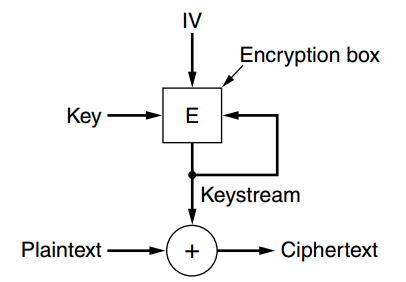 IV
Encryption box
Key
E
Keystream
Plaintext
+
Ciphertext